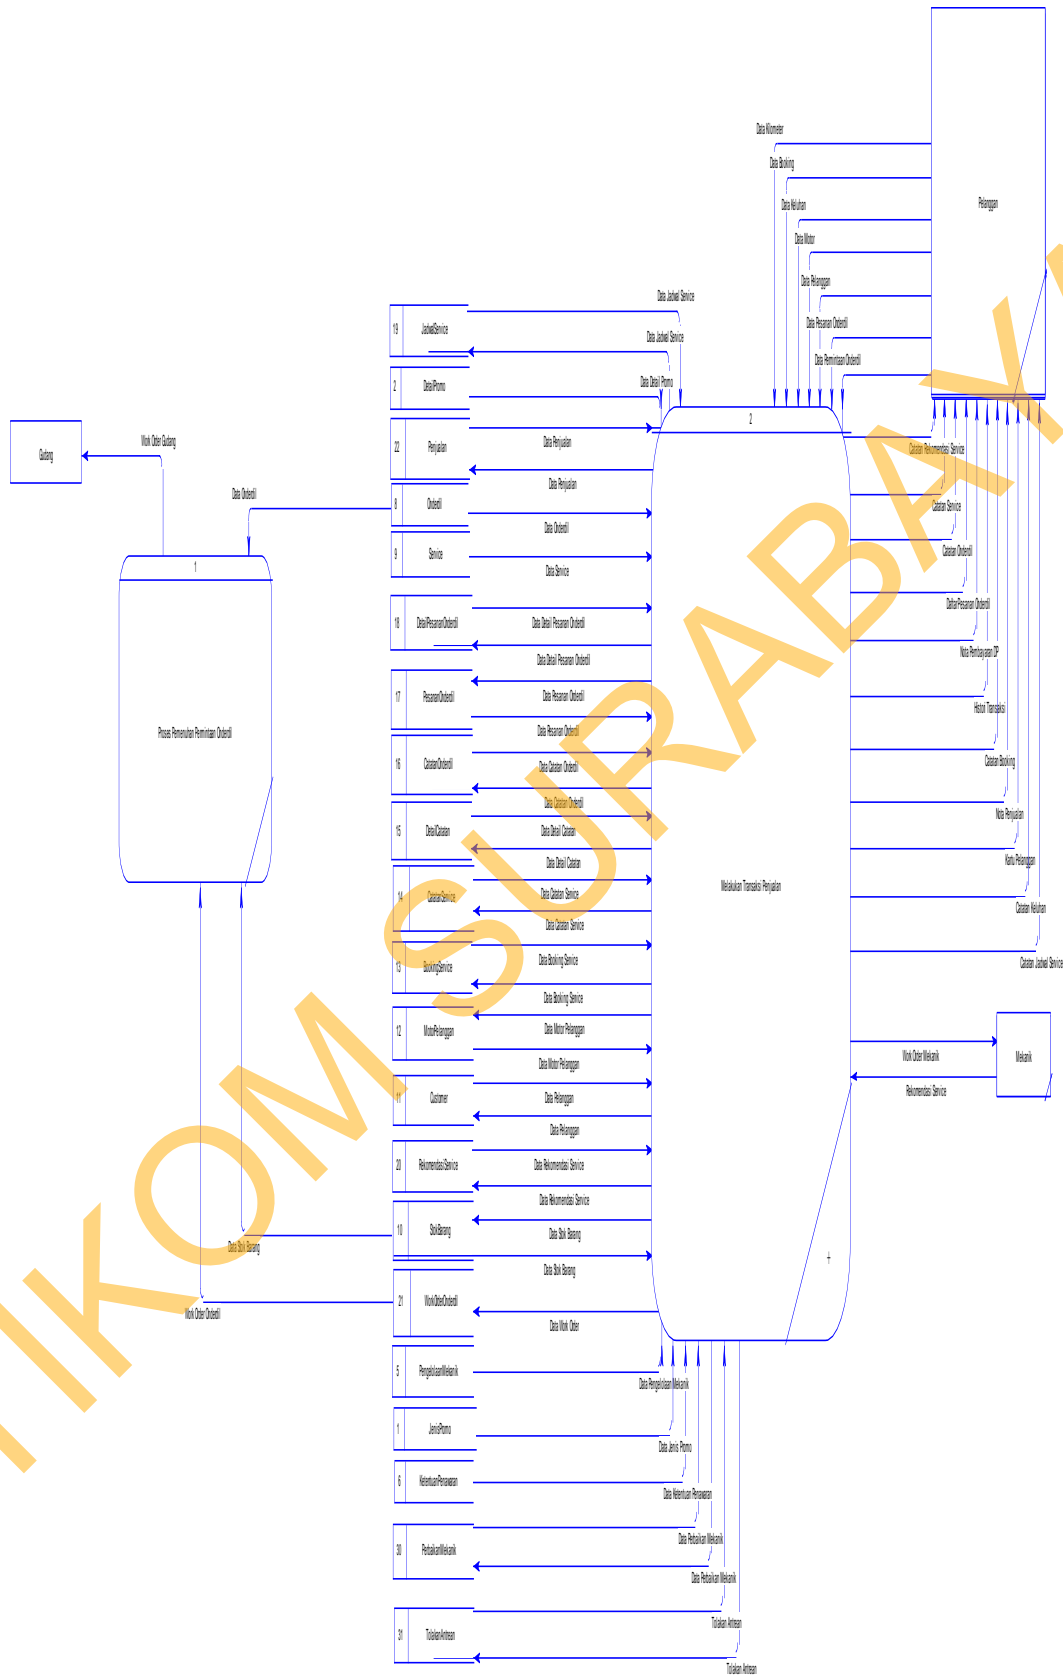 Pelanggan
Data Kilometer
Data Booking
Data Keluhan
Data Motor
Data Pelanggan
Data Pesanan Onderdil
Data Permintaan Onderdil
Data Jadwal Service
Data Jadwal Service
Data Detail Promo
19 JadwalService
2 DetailPromo
22 Penjualan
8 Onderdil
9 Service
18 DetailPesananOnderdil
17 PesananOnderdil
16 CatatanOnderdil
15 DetailCatatan
14 CatatanService
13 BookingService
12 MotorPelanggan
11 Customer
20 RekomendasiService
10 StokBarang
21 WorkOrderOnderdil
5 PengelolaanMekanik
1 JenisPromo
6 KetentuanPenawaran
30 PerbaikanMekanik
31 TolakanAntrean
Gudang
Work Order Gudang
Data Onderdil
1
Proses Pemenuhan Permintaan Onderdil
Data Stok Barang
Work Order Onderdil
Data Penjualan
Data Penjualan
Data Onderdil
Data Service
Data Detail Pesanan Onderdil
Data Detail Pesanan Onderdil
Data Pesanan Onderdil
Data Pesanan Onderdil
Data Catatan Onderdil
Data Catatan Onderdil
Data Detail Catatan
Data Detail Catatan
Data Catatan Service
Data Catatan Service
Data Booking Service
Data Booking Service
Data Motor Pelanggan
Data Motor Pelanggan
Data Pelanggan
Data Pelanggan
Data Rekomendasi Service
Data Rekomendasi Service
Data Stok Barang
Data Stok Barang
Data Work Order
Data Pengelolaan Mekanik
Data Jenis Promo
Data Ketentuan Penawaran
Data Perbaikan Mekanik
Data Perbaikan Mekanik
Tolakan Antrean
Tolakan Antrean
2
Melakukan Transaksi Penjualan
+
Catatan Rekomendasi Service
Catatan Service
Catatan Onderdil
Daftar Pesanan Onderdil
Nota Pembayaran DP
Histori Transaksi
Catatan Booking
Nota Penjualan
Kartu Pelanggan
Catatan Keluhan
Catatan Jadwal Service
Work Order Mekanik
Rekomendasi Service
Mekanik
IKOM SURABAY